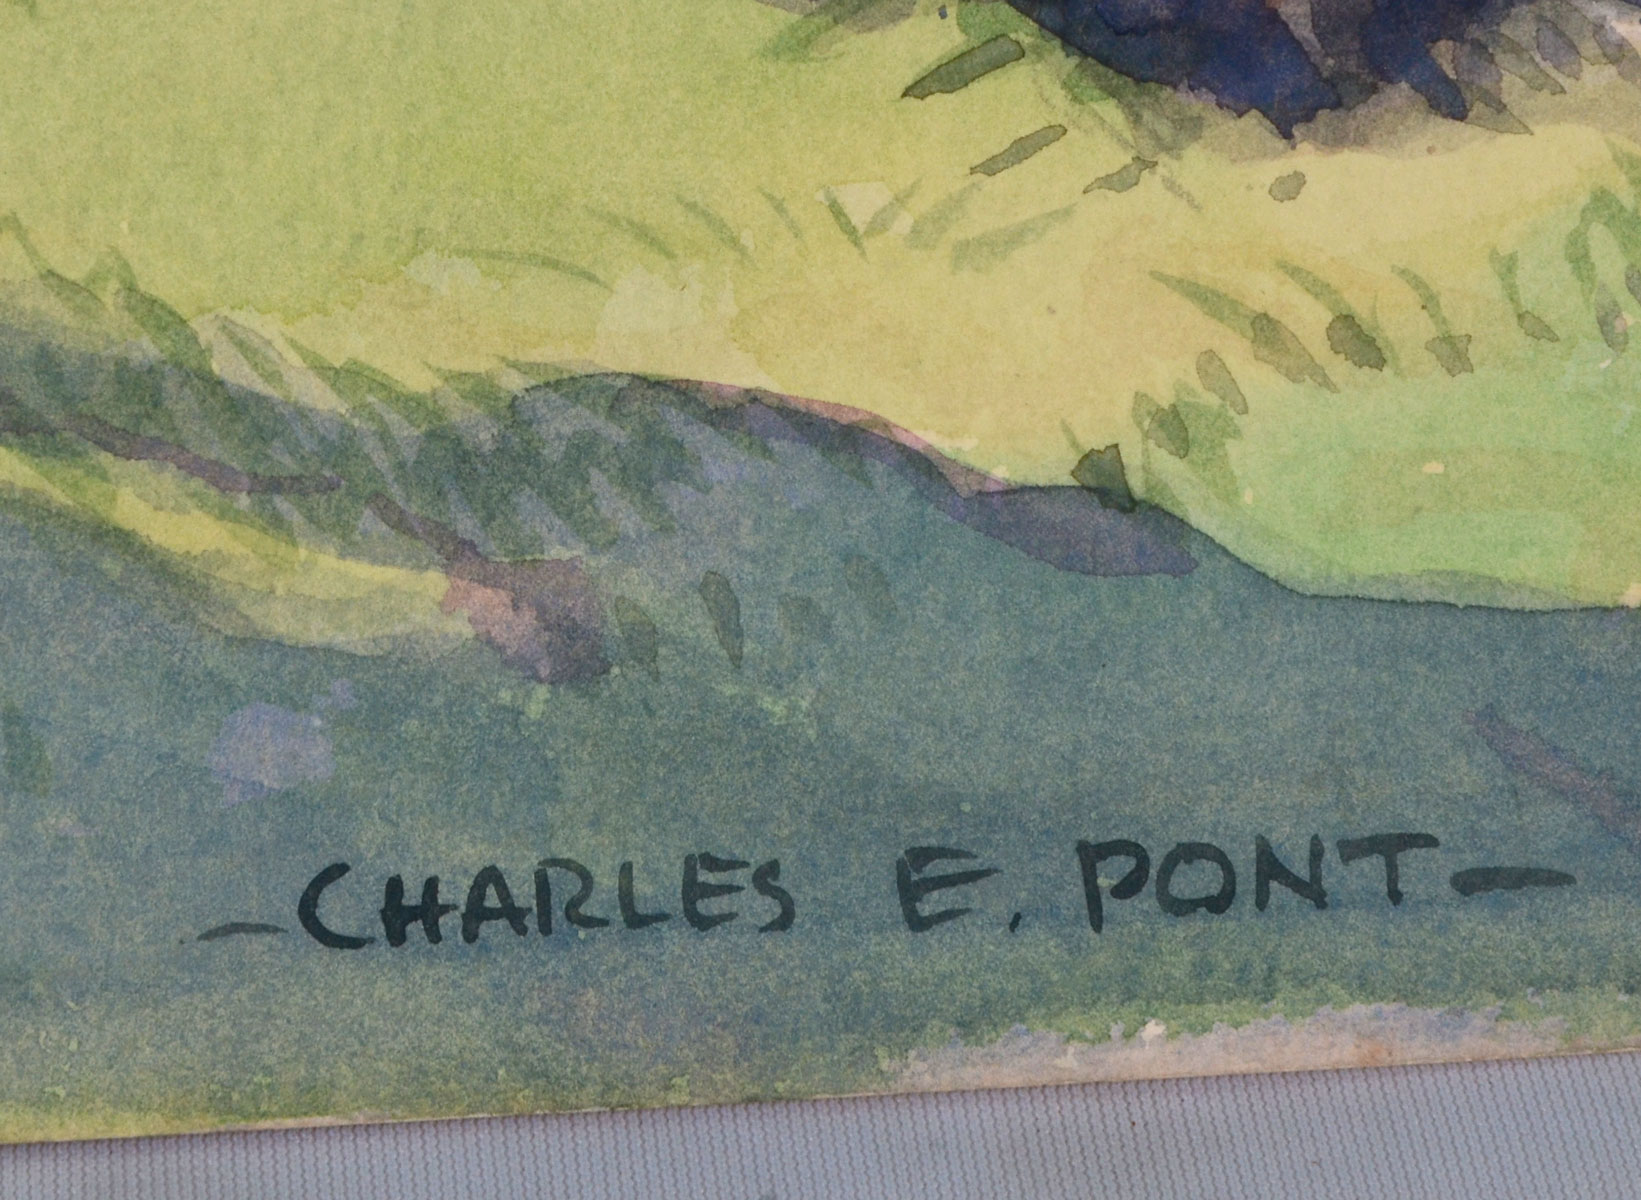 -CHARLES E. PONT-